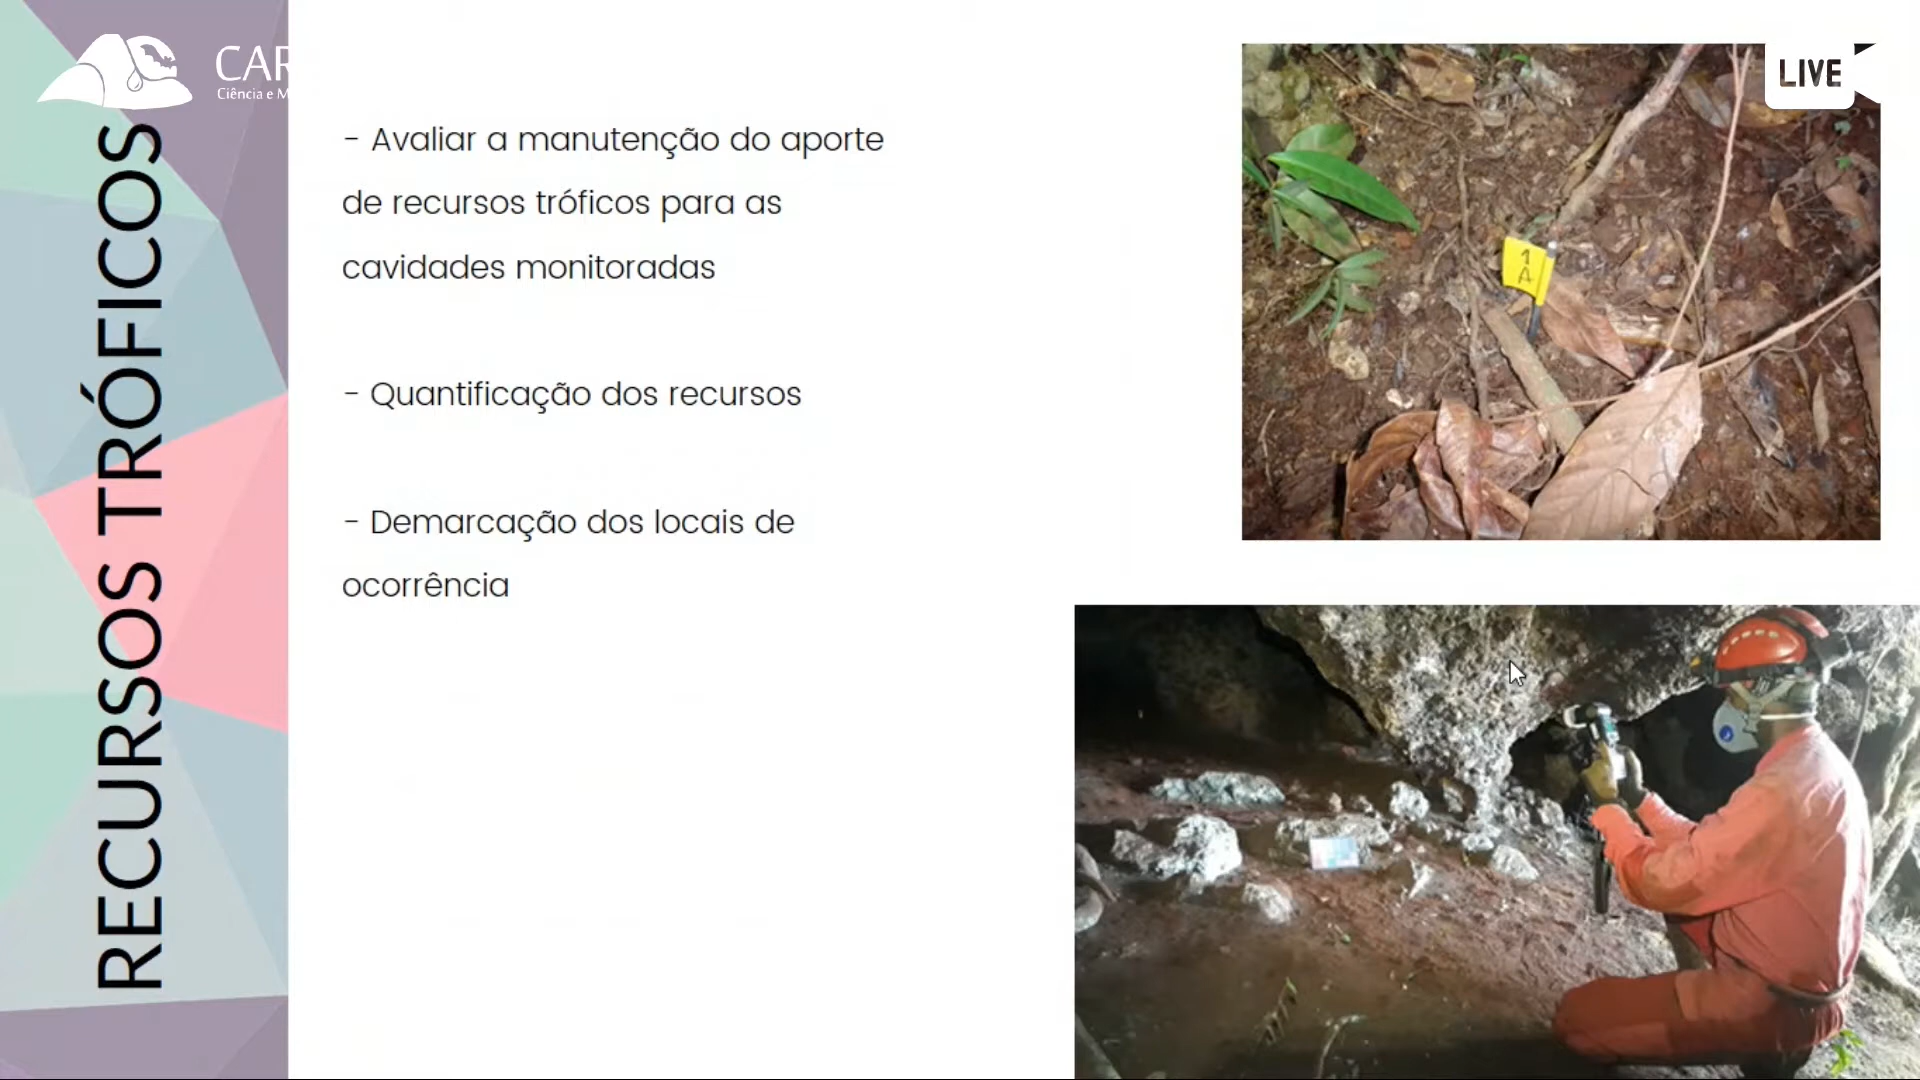 CAR
Ciência e M
LIVE
RECURSOS TRÓFICOS
- Avaliar a manutenção do aporte
de recursos tróficos para as
cavidades monitoradas
- Quantificação dos recursos
- Demarcação dos locais de
ocorrência
1
A